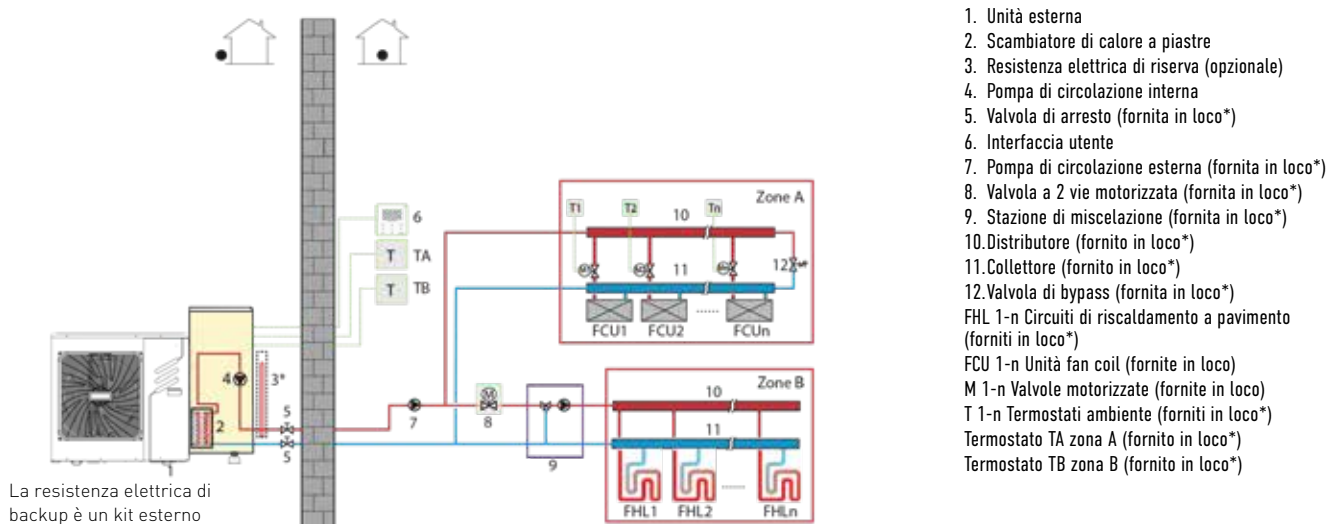 1. Unità esterna
2. Scambiatore di calore a piastre
3. Resistenza elettrica di riserva (opzionale)
4. Pompa di circolazione interna
5. Valvola di arresto (fornita in loco*)
6. Interfaccia utente
7. Pompa di circolazione esterna (fornita in loco*)
8. Valvola a 2 vie motorizzata (fornita in loco*)
9. Stazione di miscelazione (fornita in loco*)
10.Distributore (fornito in loco*)
11.Collettore (fornito in loco*)
12.Valvola di bypass (fornita in loco*)
FHL 1-n Circuiti di riscaldamento a pavimento
(forniti in loco*)
FCU 1-n Unità fan coil (fornite in loco)
M 1-n Valvole motorizzate (fornite in loco)
T 1-n Termostati ambiente (forniti in loco*)
Termostato TA zona A (fornito in loco*)
Termostato TB zona B (fornito in loco*)
Zone A
T1
T2
Tn
10
11
12
FCU1
FCU2
FCUn
6
T
TA
T
TB
4
3*
2
5
5
7
M
8
9
Zone B
10
11
FHL1
FHL2
FHLn
La resistenza elettrica di
backup è un kit esterno